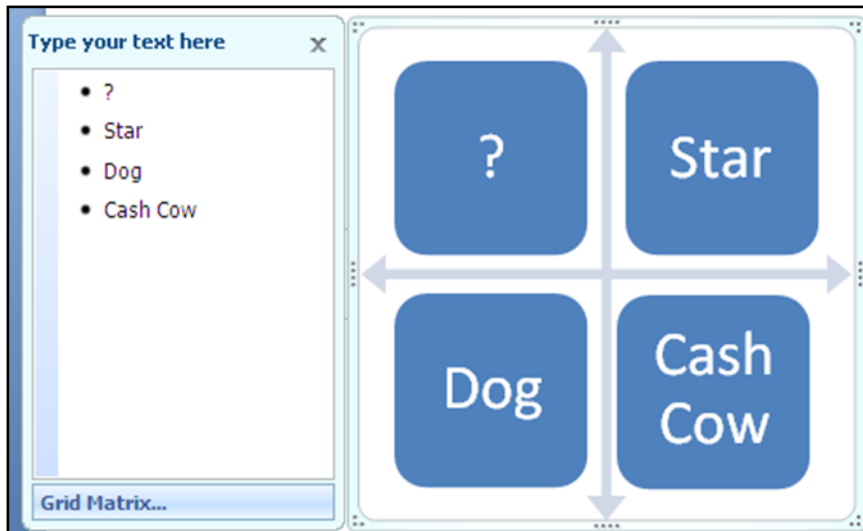 Type your text here
x
• ?
• Star
• Dog
• Cash Cow
Grid Matrix...
?
Star
Dog
Cash
Cow